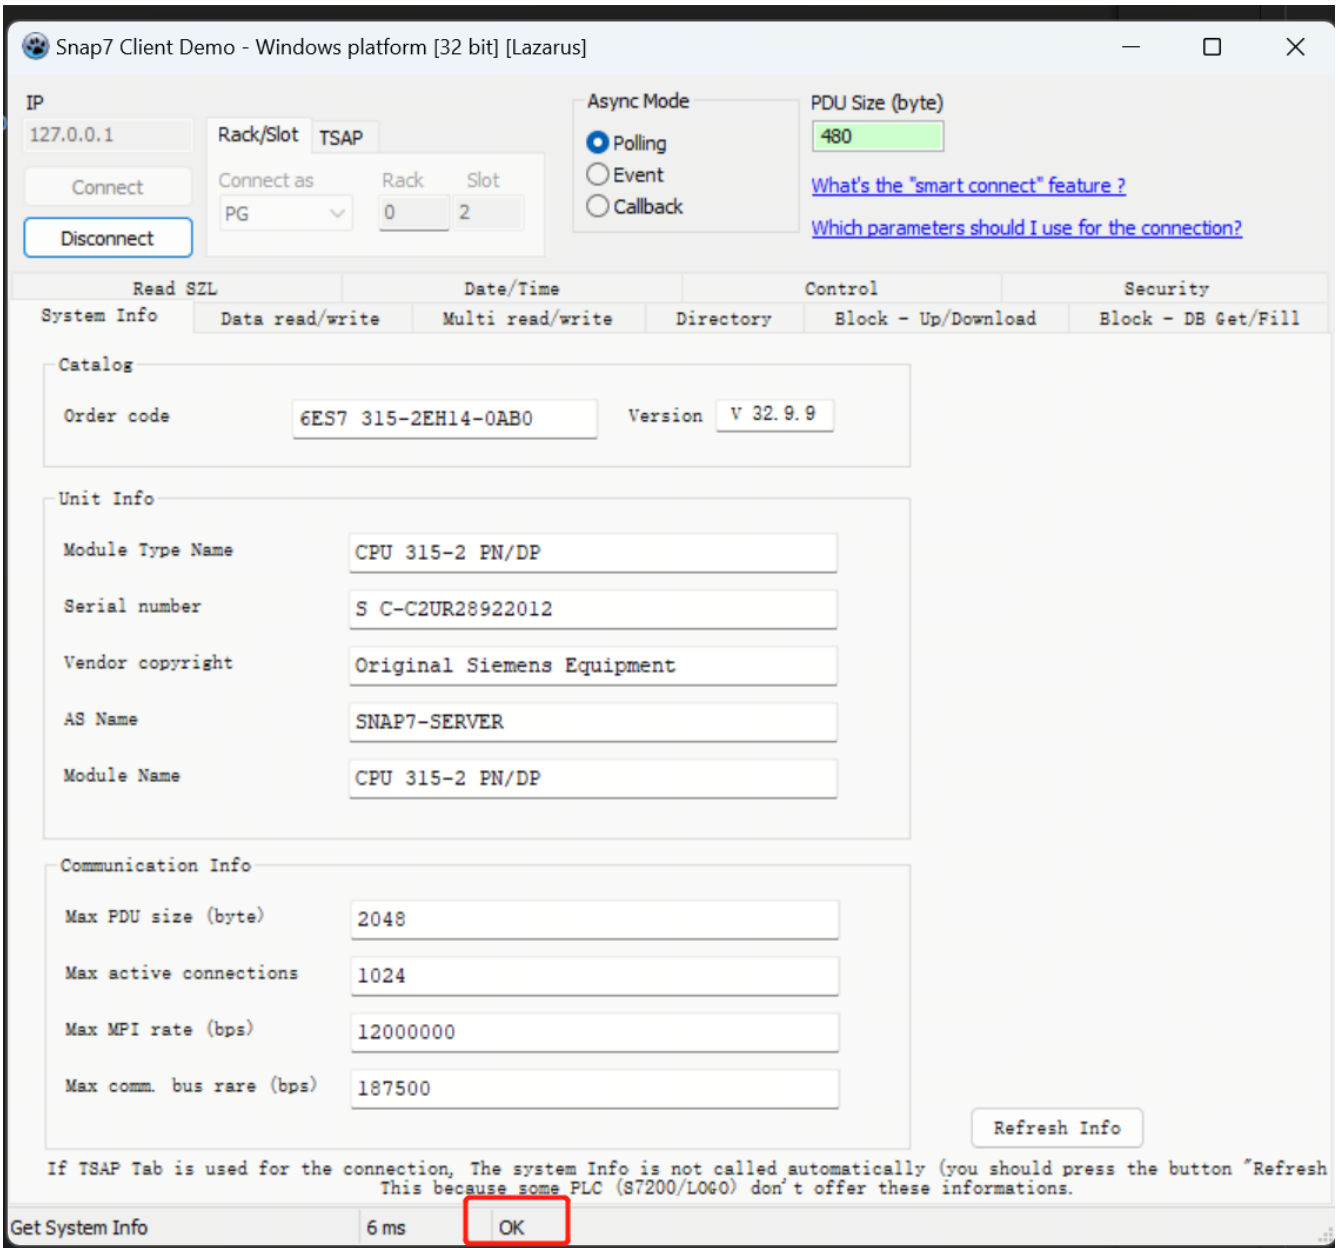 Snap7 Client Demo - Windows platform [32 bit] [Lazarus]
IP
127.0.0.1
Connect
Disconnect
Rack/Slot TSAP
Connect as Rack Slot
PG 0 2
Async Mode
Polling
Event
Callback
PDU Size (byte)
480
What's the "smart connect" feature ?
Which parameters should I use for the connection?
Read SZL Date/Time Control Security
System Info Data read/write Multi read/write Directory Block - Up/Download Block - DB Get/Fill
Catalog
Order code 6ES7 315-2EH14-0AB0 Version V 32.9.9
Unit Info
Module Type Name CPU 315-2 PN/DP
Serial number S C-C2UR28922012
Vendor copyright Original Siemens Equipment
AS Name SNAP7-SERVER
Module Name CPU 315-2 PN/DP
Communication Info
Max PDU size (byte) 2048
Max active connections 1024
Max MPI rate (bps) 12000000
Max comm. bus rare (bps) 187500
Refresh Info
If TSAP Tab is used for the connection, The system Info is not called automatically (you should press the button "Refresh
This because some PLC (S7200/LOGO) don't offer these informations.
Get System Info 6 ms OK